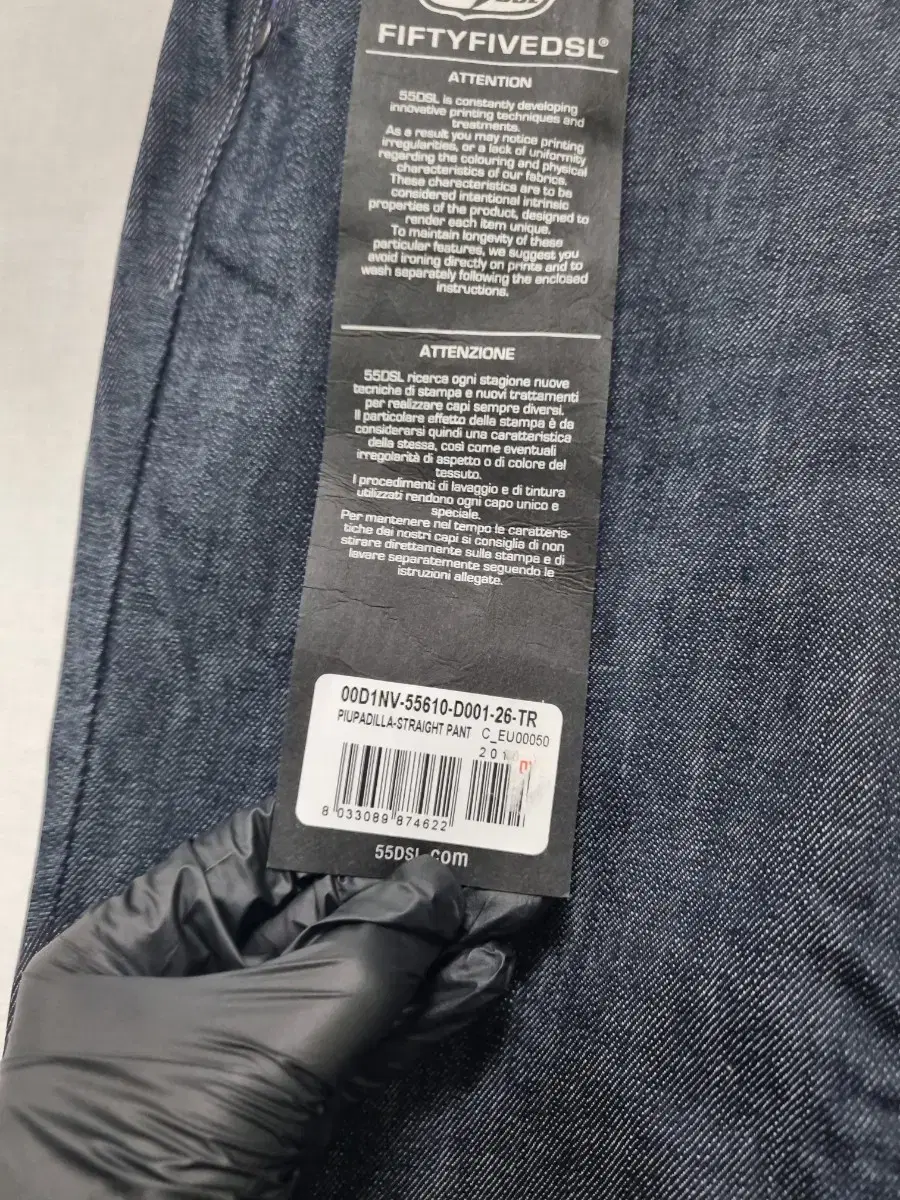 FIFTYFIVEDSL®
ATTENTION
55DSL is constantly developing
innovative printing techniques and
treatments.
As a result you may notice printing
irregularities, or a lack of uniformity
regarding the colouring and physical
characteristics of our fabrics.
These characteristics are to be
considered intentional intrinsic
properties of the product, designed to
render each item unique.
To maintain longevity of these
particular features, we suggest you
avoid ironing directly on prints and to
wash separately following the enclosed
instructions.
ATTENZIONE
55DSL ricerca ogni stagione nuove
tecniche di stampa e nuovi trattamenti
per realizzare capi sempre diversi.
Il particolare effetto della stampa è da
considerarsi quindi una caratteristica
della stessa, così come eventuali
irregolarità di aspetto o di colore del
tessuto.
I procedimenti di lavaggio e di tintura
utilizzati rendono ogni capo unico e
speciale.
Per mantenere nel tempo le caratteris-
tiche dei nostri capi si consiglia di non
stirare direttamente sulla stampa e di
lavare separatamente seguendo le
istruzioni allegate.
00D1NV-55610-D001-26-TR
PIUPADILLA-STRAIGHT PANT C_EU00050
8 033089 874622
55DSL.com